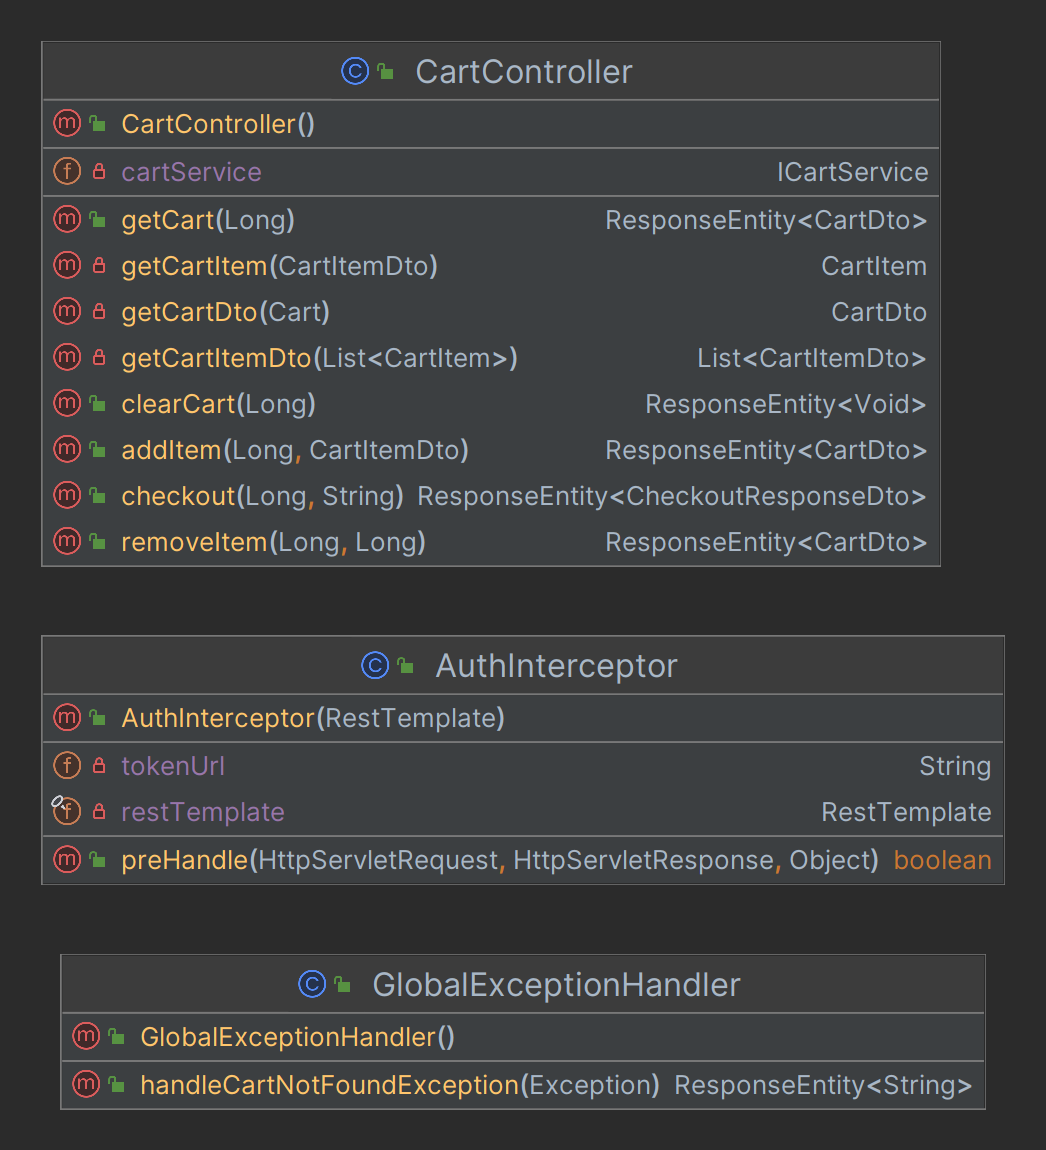 CartController
CartController()
cartService ICartService
getCart(Long) ResponseEntity<CartDto>
getCartItem(CartItemDto) CartItem
getCartDto(Cart) CartDto
getCartItemDto(List<CartItem>) List<CartItemDto>
clearCart(Long) ResponseEntity<Void>
addItem(Long, CartItemDto) ResponseEntity<CartDto>
checkout(Long, String) ResponseEntity<CheckoutResponseDto>
removeItem(Long, Long) ResponseEntity<CartDto>
AuthInterceptor
AuthInterceptor(RestTemplate)
tokenUrl String
restTemplate RestTemplate
preHandle(HttpServletRequest, HttpServletResponse, Object) boolean
GlobalExceptionHandler
GlobalExceptionHandler()
handleCartNotFoundException(Exception) ResponseEntity<String>